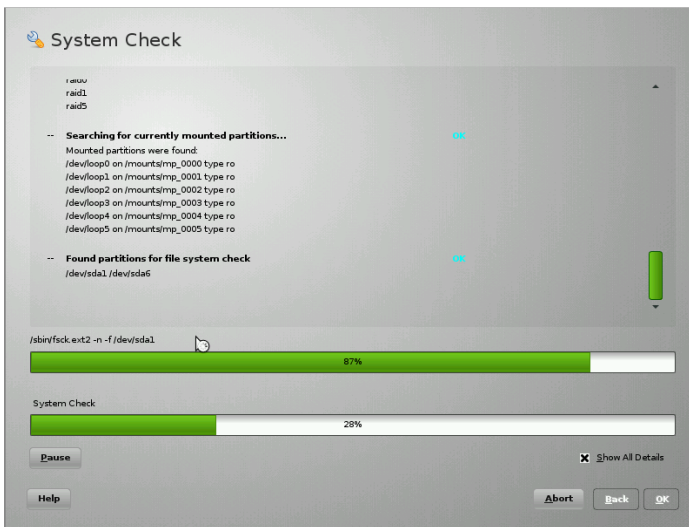 System Check
raid0
raid1
raid5
-- Searching for currently mounted partitions... OK
Mounted partitions were found:
/dev/loop0 on /mounts/mp_0000 type ro
/dev/loop1 on /mounts/mp_0001 type ro
/dev/loop2 on /mounts/mp_0002 type ro
/dev/loop3 on /mounts/mp_0003 type ro
/dev/loop4 on /mounts/mp_0004 type ro
/dev/loop5 on /mounts/mp_0005 type ro
-- Found partitions for file system check OK
/dev/sda1 /dev/sda6
/sbin/fsck.ext2 -n -f /dev/sda1
87%
System Check
28%
Pause
Show All Details
Help
Abort
Back
OK